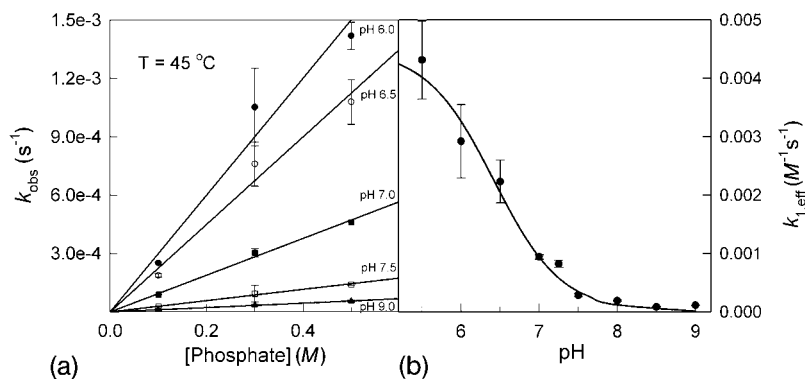 1.5e-3
1.2e-3
9.0e-4
6.0e-4
3.0e-4
k_obs (s⁻¹)
T = 45 °C
pH 6.0
pH 6.5
pH 7.0
pH 7.5
pH 9.0
0.0 0.2 0.4
[Phosphate] (M)
(a)
0.005
0.004
0.003
0.002
0.001
0.000
k_1,eff (M⁻¹s⁻¹)
6 7 8 9
pH
(b)